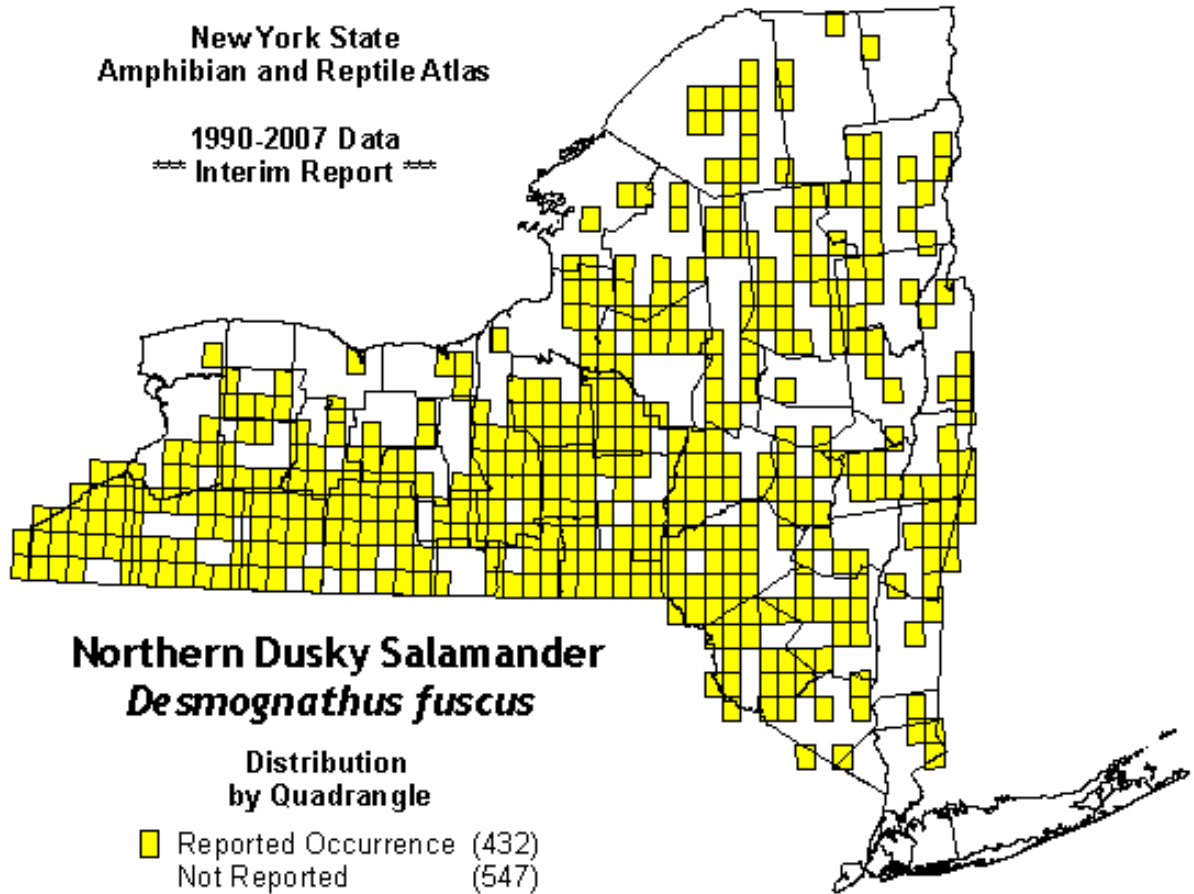 New York State
Amphibian and Reptile Atlas
1990-2007 Data
*** Interim Report ***
Northern Dusky Salamander
Desmognathus fuscus
Distribution
by Quadrangle
Reported Occurrence (432)
Not Reported (547)